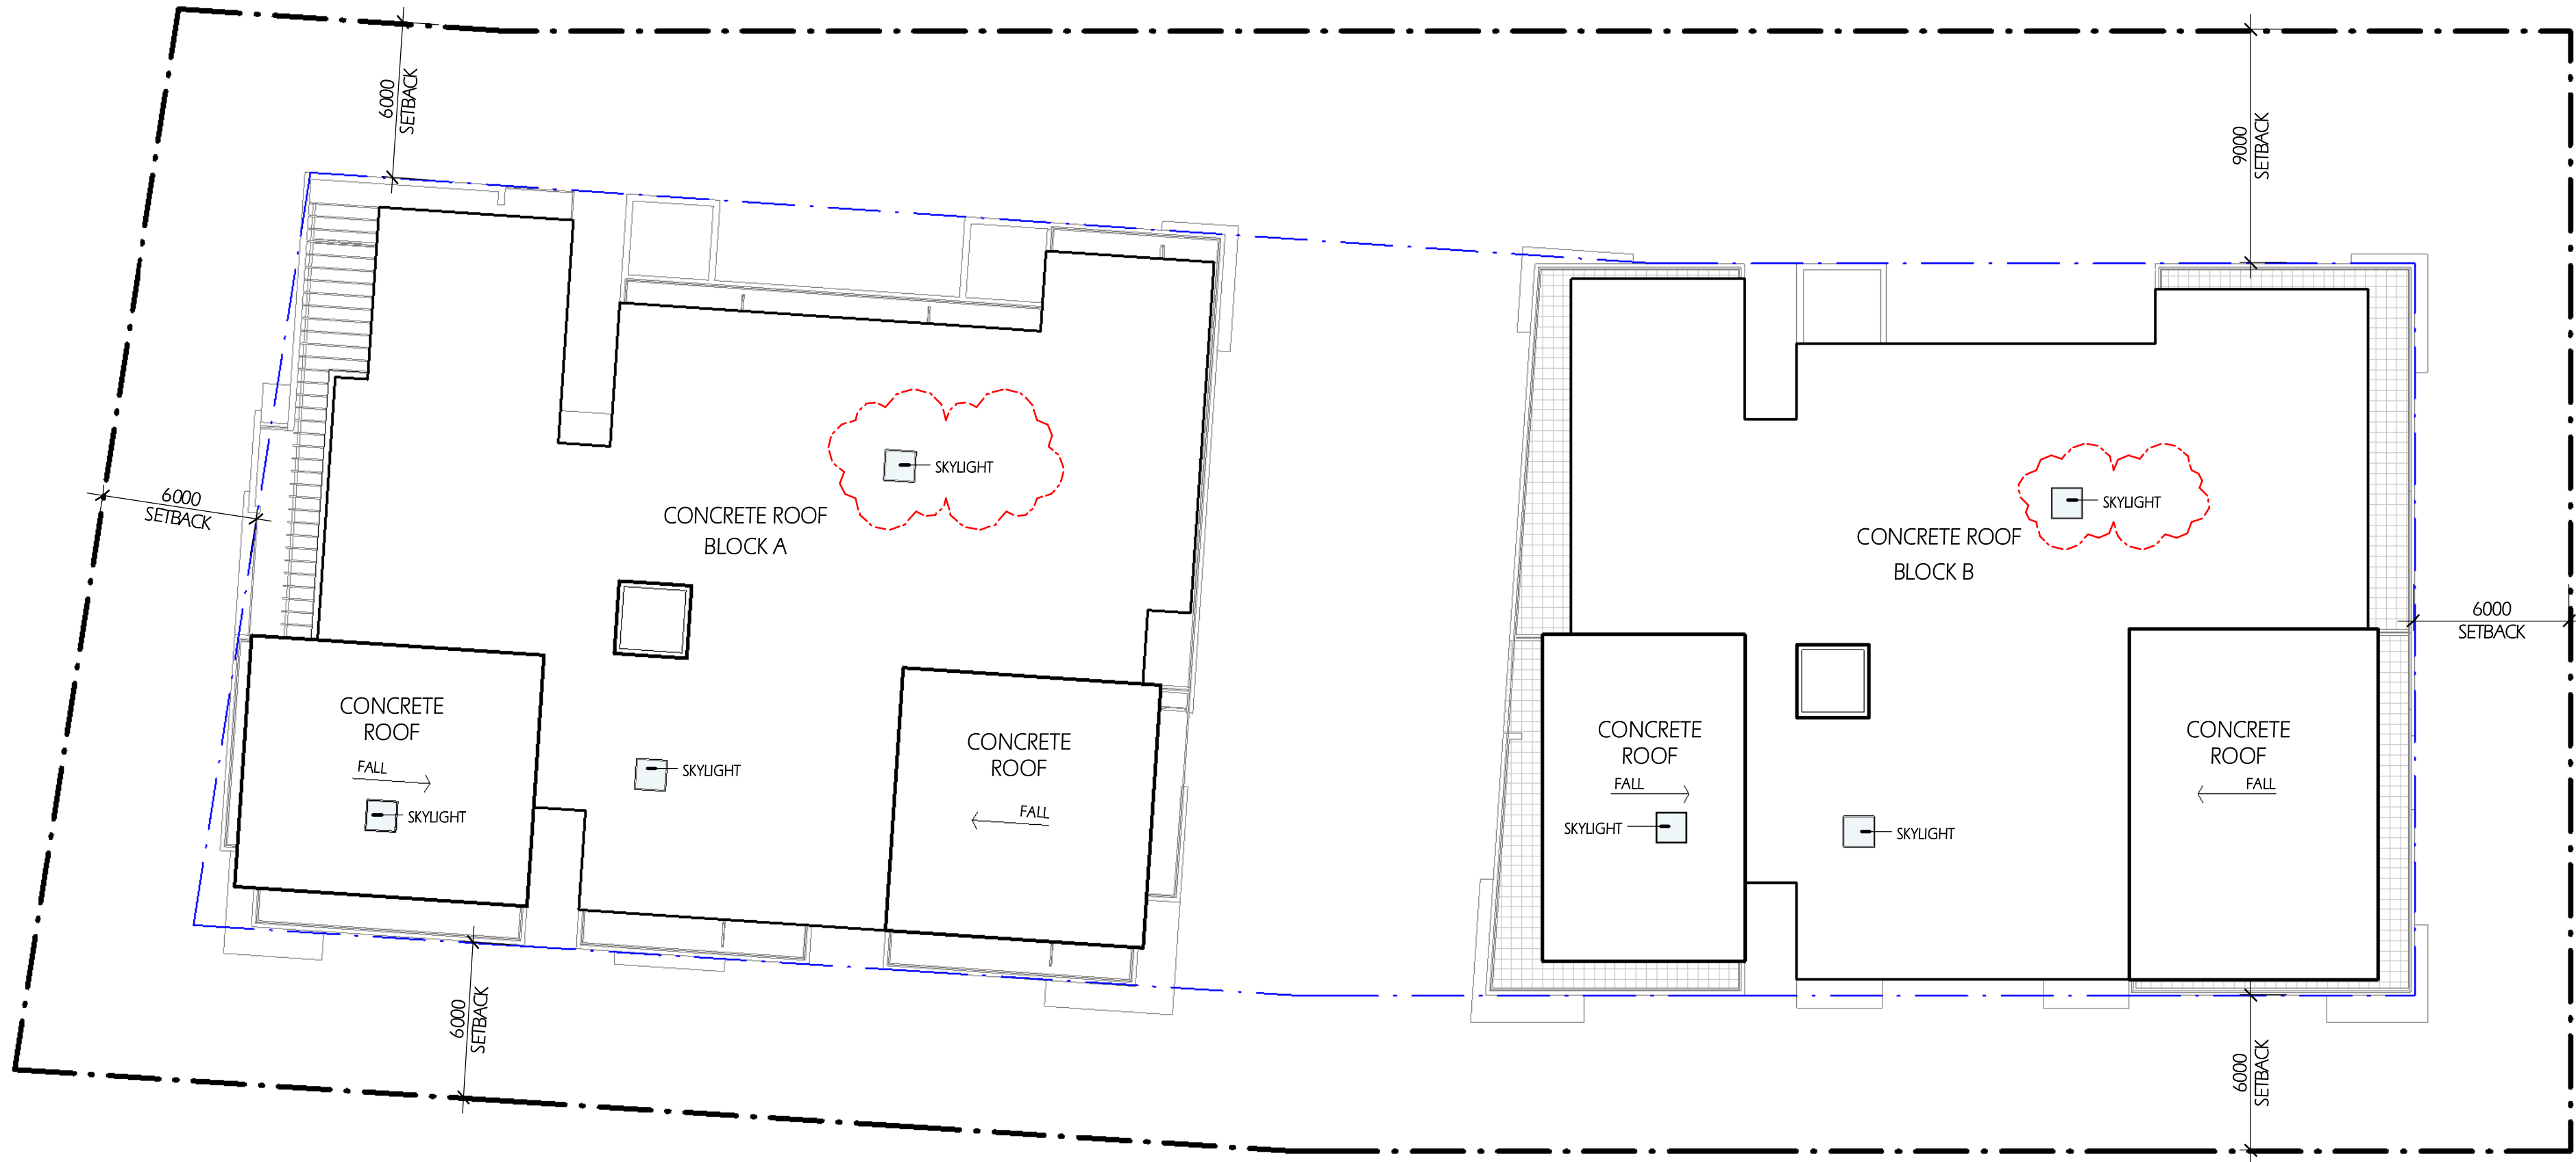 6000
SETBACK
9000
SETBACK
6000
SETBACK
SKYLIGHT
CONCRETE ROOF
BLOCK A
CONCRETE
ROOF
FALL
SKYLIGHT
SKYLIGHT
CONCRETE
ROOF
FALL
6000
SETBACK
SKYLIGHT
CONCRETE ROOF
BLOCK B
6000
SETBACK
CONCRETE
ROOF
FALL
SKYLIGHT
SKYLIGHT
CONCRETE
ROOF
FALL
6000
SETBACK